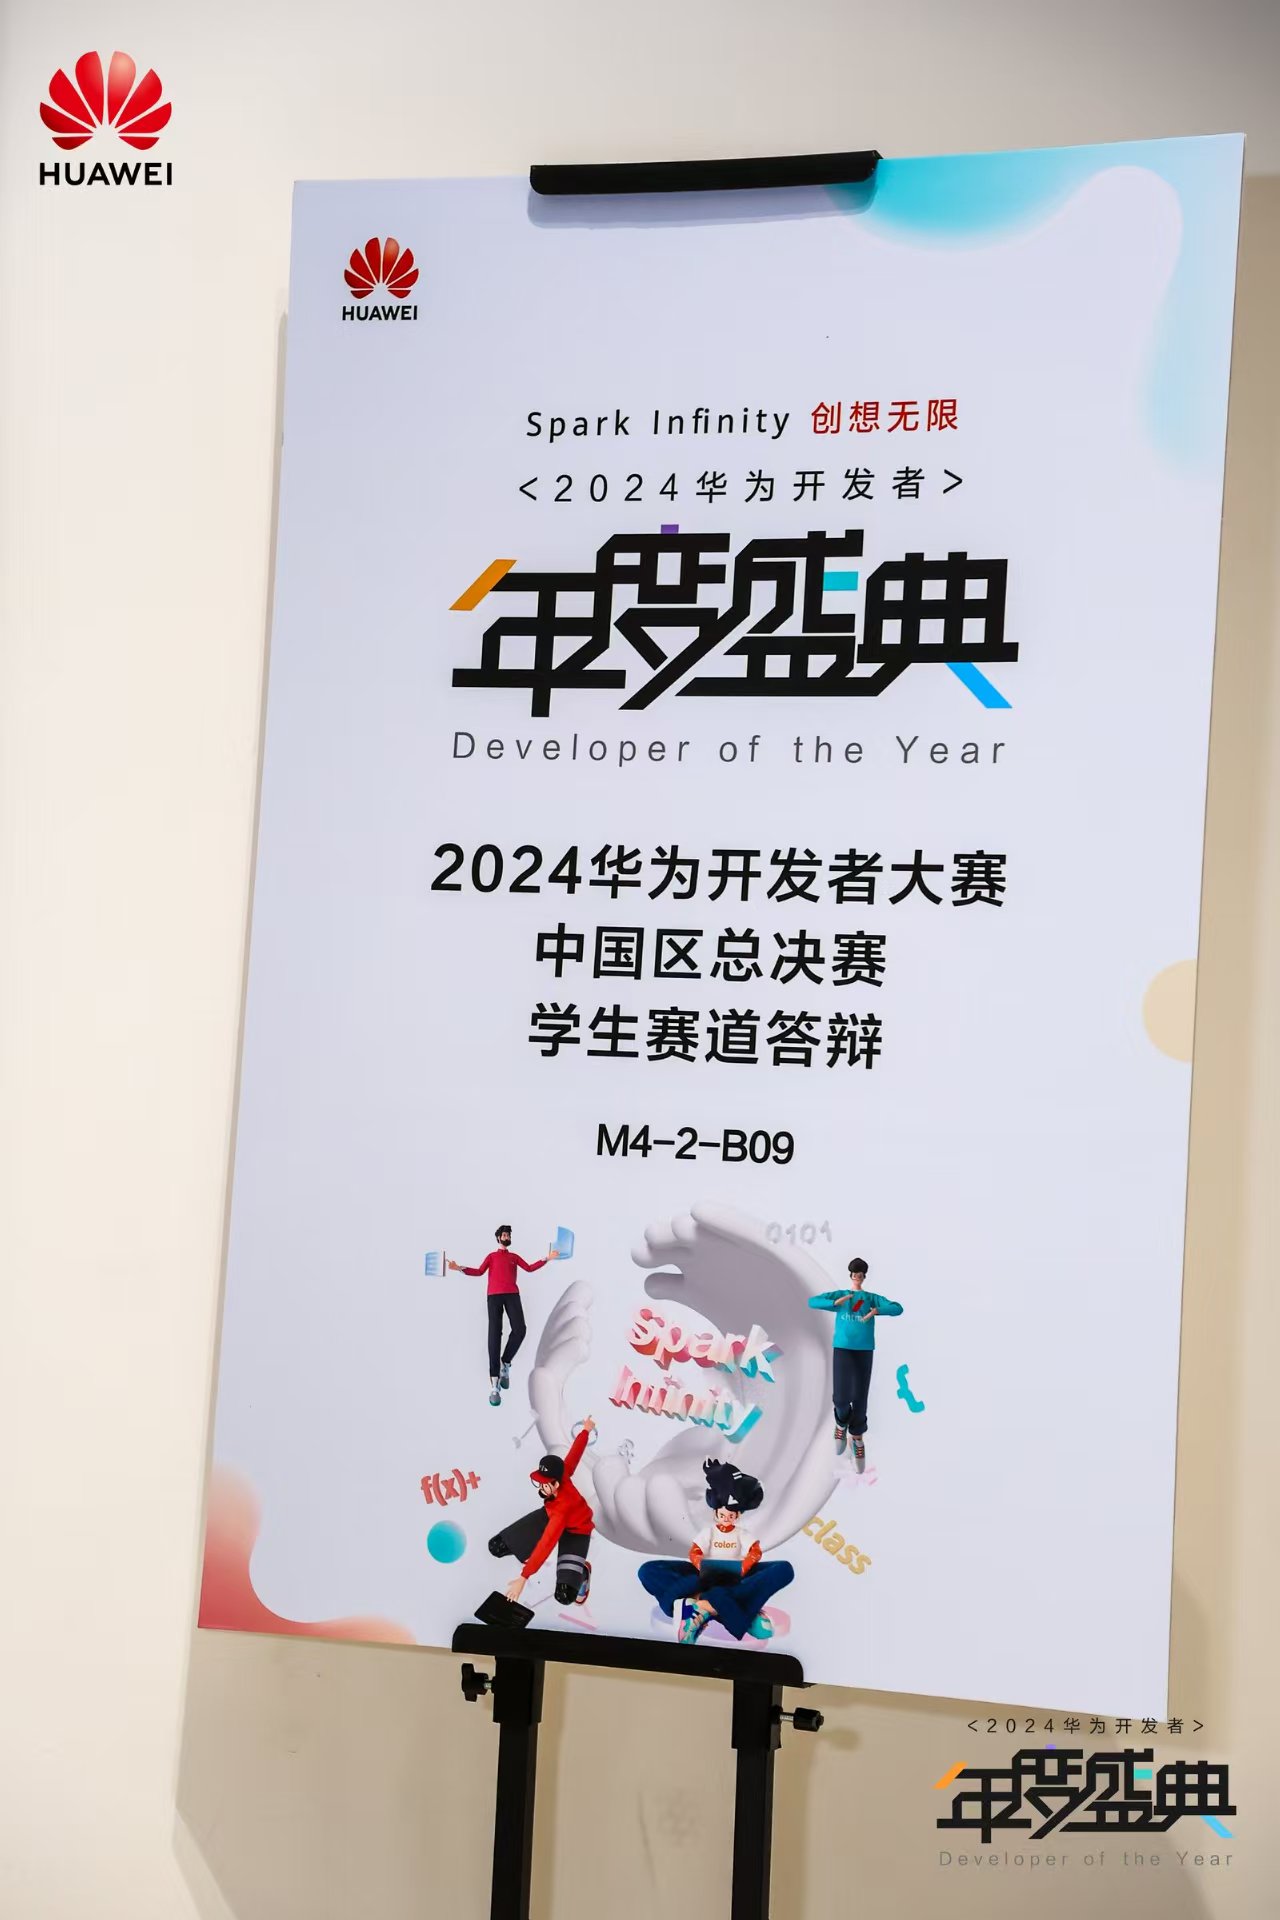 HUAWEI
HUAWEI
Spark Infinity 创想无限
<2024华为开发者>
年度盛典
Developer of the Year
2024华为开发者大赛
中国区总决赛
学生赛道答辩
M4-2-B09
0101
Spark
Infinity
{
f(x)+
color:
class
<2024华为开发者>
年度盛典
Developer of the Year